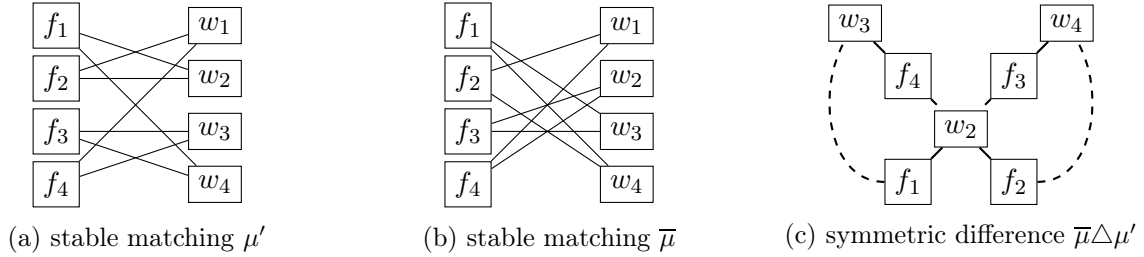 f₁ w₁
f₂ w₂
f₃ w₃
f₄ w₄
(a) stable matching μ′
f₁ w₁
f₂ w₂
f₃ w₃
f₄ w₄
(b) stable matching μ̅
w₃ w₄
f₄ f₃
w₂
f₁ f₂
(c) symmetric difference μ̅△μ′